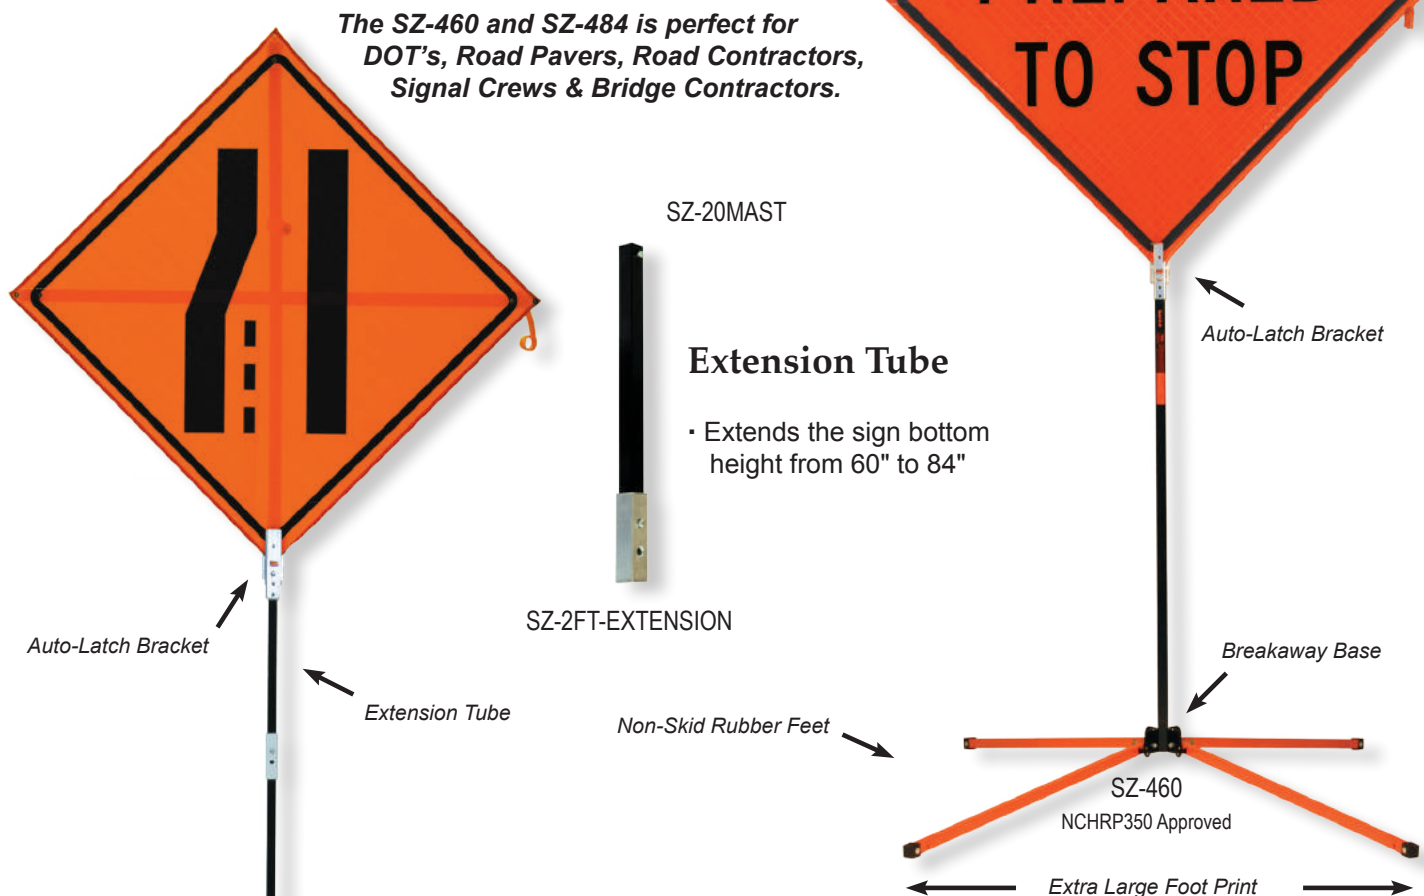 The SZ-460 and SZ-484 is perfect for
DOT's, Road Pavers, Road Contractors,
Signal Crews & Bridge Contractors.
TO STOP
SZ-20MAST
Auto-Latch Bracket
Extension Tube
· Extends the sign bottom
height from 60" to 84"
SZ-2FT-EXTENSION
Auto-Latch Bracket
Extension Tube
Non-Skid Rubber Feet
Breakaway Base
SZ-460
NCHRP350 Approved
Extra Large Foot Print